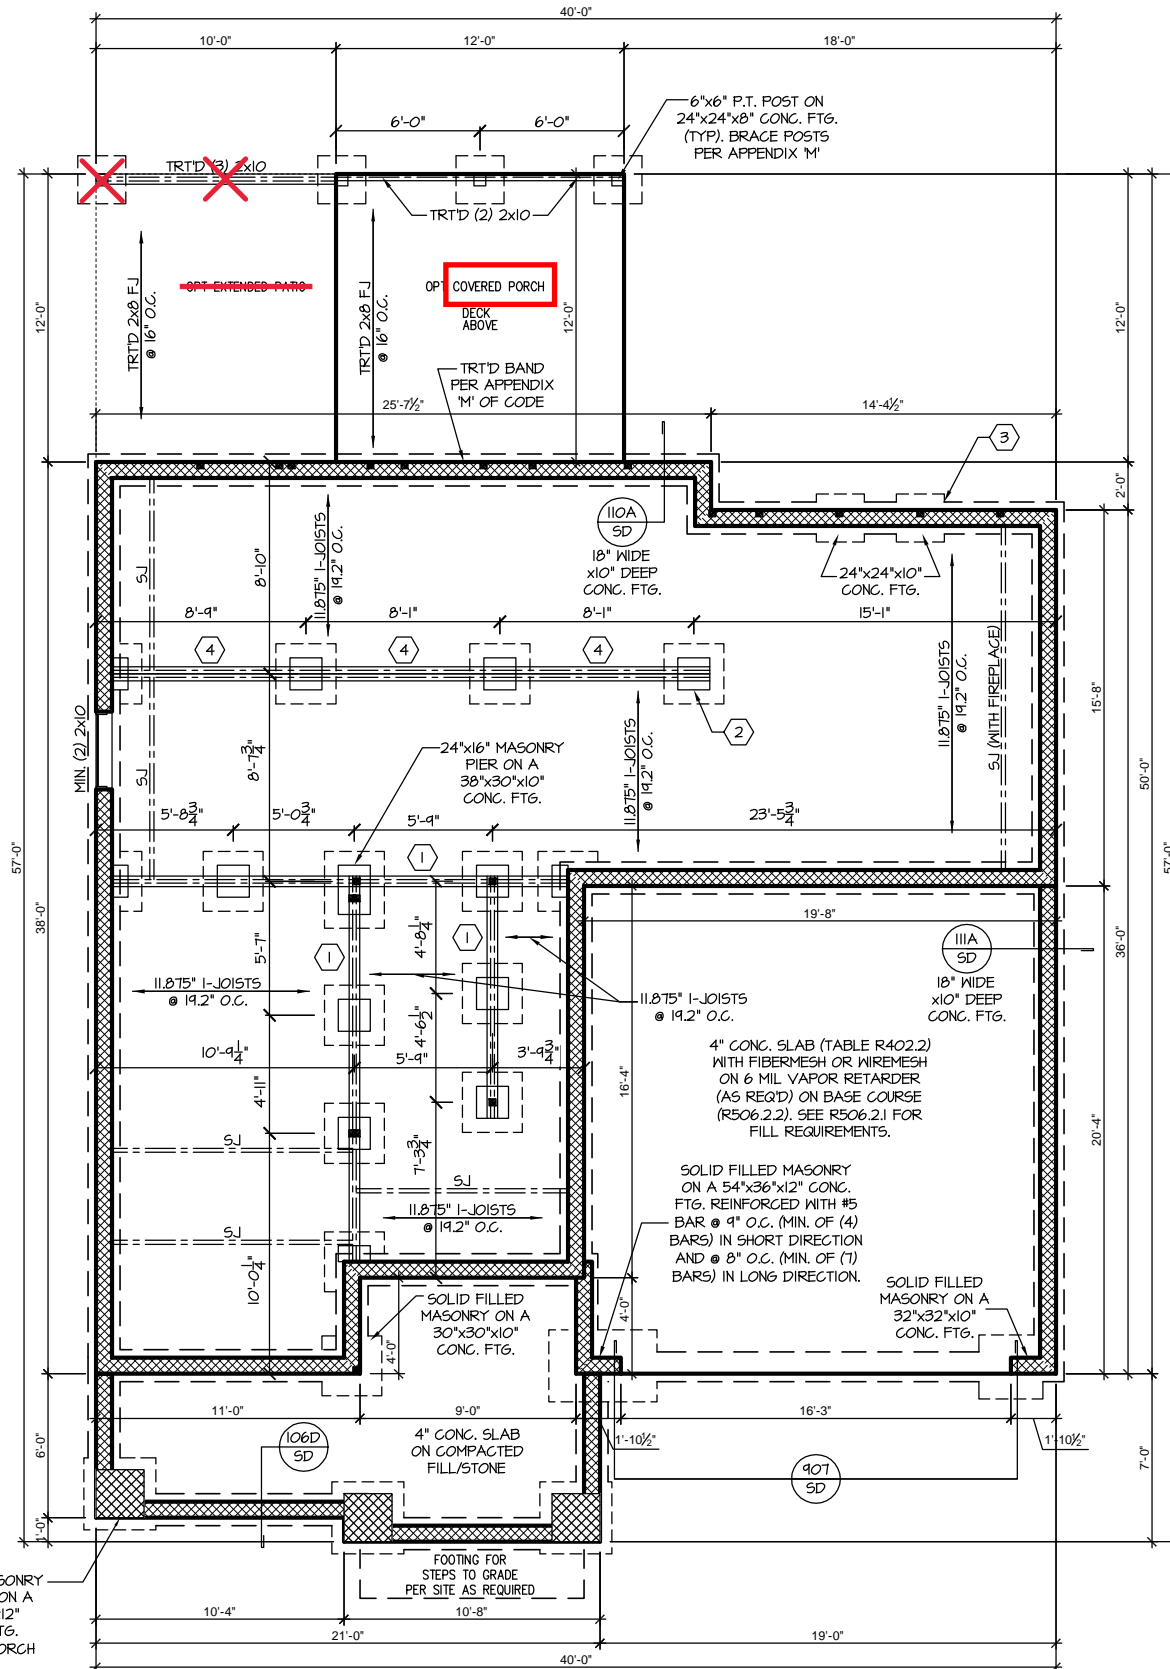 40'-0"
10'-0"
12'-0"
18'-0"
6'-0"
6'-0"
6"x6" P.T. POST ON
24"x24"x8" CONC. FTG.
(TYP). BRACE POSTS
PER APPENDIX 'M'
TRT'D (3) 2x10
TRT'D (2) 2x10
TRT'D 2x8 FJ
@ 16" O.C.
OPT EXTENDED PATIO
TRT'D 2x8 FJ
@ 16" O.C.
OPT COVERED PORCH
DECK
ABOVE
12'-0"
12'-0"
12'-0"
TRT'D BAND
PER APPENDIX
'M' OF CODE
25'-7½"
14'-4½"
3
2'-0"
110A
SD
18" WIDE
x10" DEEP
CONC. FTG.
24"x24"x10"
CONC. FTG.
SJ
8'-10"
11.875" I-JOISTS
@ 19.2" O.C.
8'-9"
8'-1"
8'-1"
15'-1"
4
4
4
2
11.875" I-JOISTS
@ 19.2" O.C.
SJ (WITH FIREPLACE)
15'-8"
MIN. (2) 2x10
SJ
8'-7¾"
24"x16" MASONRY
PIER ON A
38"x30"x10"
CONC. FTG.
11.875" I-JOISTS
@ 19.2" O.C.
50'-0"
57'-0"
57'-0"
5'-8¾"
5'-0¾"
5'-9"
23'-5¾"
1
38'-0"
19'-8"
36'-0"
5'-7"
1
4'-8¼"
1
111A
SD
18" WIDE
x10" DEEP
CONC. FTG.
11.875" I-JOISTS
@ 19.2" O.C.
11.875" I-JOISTS
@ 19.2" O.C.
4'-6½"
10'-9¼"
5'-9"
3'-9¾"
4'-11"
16'-4"
4" CONC. SLAB (TABLE R402.2)
WITH FIBERMESH OR WIREMESH
ON 6 MIL VAPOR RETARDER
(AS REQ'D) ON BASE COURSE
(R506.2.2). SEE R506.2.1 FOR
FILL REQUIREMENTS.
20'-4"
SJ
7'-3¾"
SJ
11.875" I-JOISTS
@ 19.2" O.C.
SJ
10'-0¼"
SOLID FILLED MASONRY
ON A 54"x36"x12" CONC.
FTG. REINFORCED WITH #5
BAR @ 9" O.C. (MIN. OF (4)
BARS) IN SHORT DIRECTION
AND @ 8" O.C. (MIN. OF (7)
BARS) IN LONG DIRECTION.
SOLID FILLED
MASONRY ON A
32"x32"x10"
CONC. FTG.
SOLID FILLED
MASONRY ON A
30"x30"x10"
CONC. FTG.
4'-0"
4'-0"
11'-0"
9'-0"
16'-3"
1'-10½"
1'-10½"
6'-0"
106D
SD
4" CONC. SLAB
ON COMPACTED
FILL/STONE
907
SD
7'-0"
1'-0"
FOOTING FOR
STEPS TO GRADE
PER SITE AS REQUIRED
ON A
10'-4"
10'-8"
21'-0"
19'-0"
40'-0"